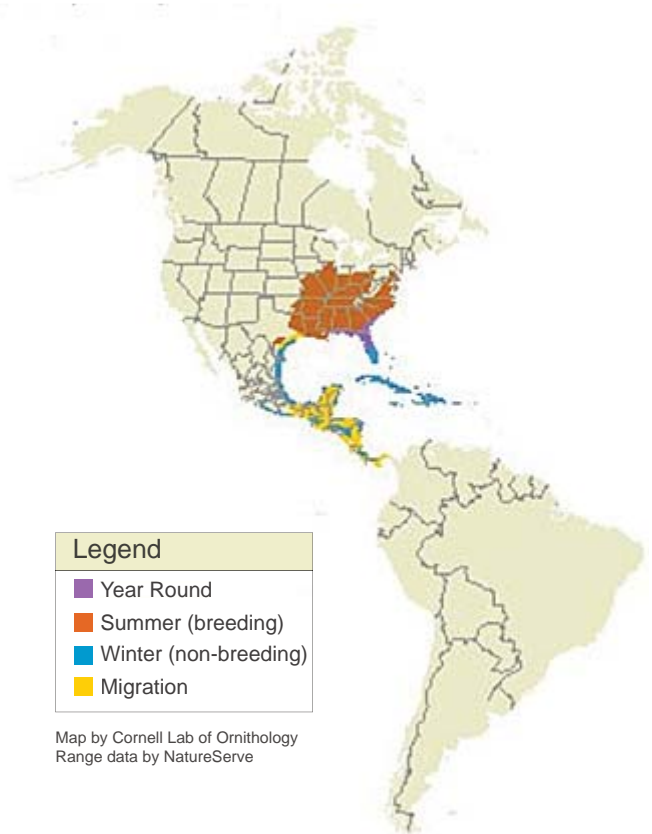 Legend
Year Round
Summer (breeding)
Winter (non-breeding)
Migration
Map by Cornell Lab of Ornithology
Range data by NatureServe